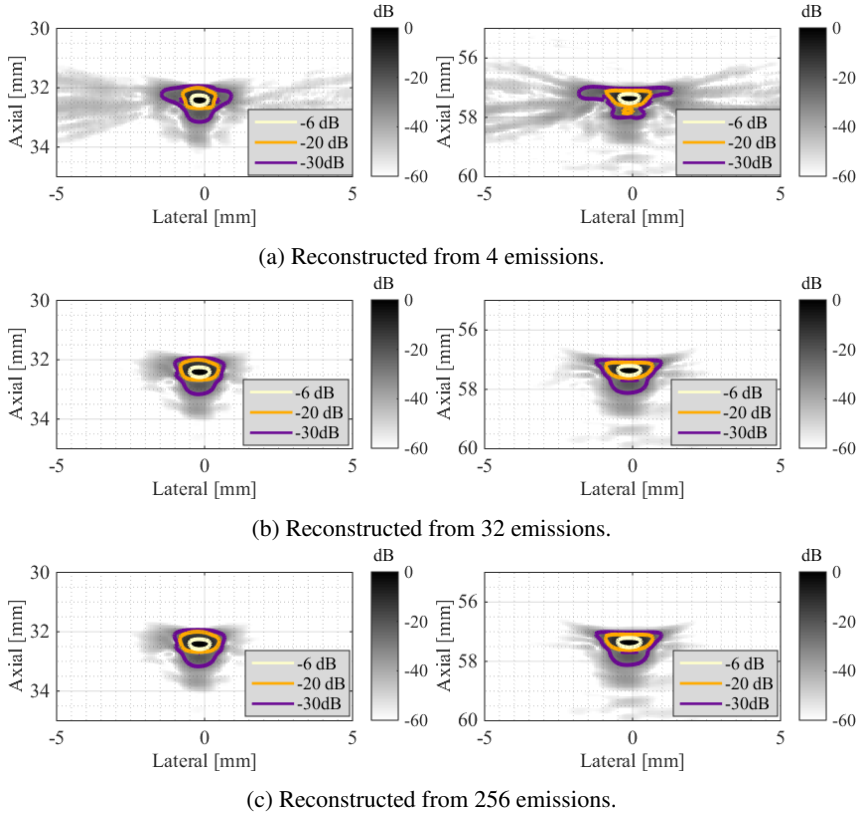 dB
dB
30
0
0
56
32
-20
-20
Axial [mm]
Axial [mm]
-6 dB
58
-6 dB
34
-20 dB
-40
-20 dB
-40
-30dB
-30dB
-60
60
-60
-5
0
5
-5
0
5
Lateral [mm]
Lateral [mm]
(a) Reconstructed from 4 emissions.
dB
dB
30
0
0
56
32
-20
-20
Axial [mm]
Axial [mm]
-6 dB
58
-6 dB
34
-20 dB
-40
-20 dB
-40
-30dB
-30dB
-60
60
-60
-5
0
5
-5
0
5
Lateral [mm]
Lateral [mm]
(b) Reconstructed from 32 emissions.
dB
dB
30
0
0
56
32
-20
-20
Axial [mm]
Axial [mm]
-6 dB
58
-6 dB
34
-20 dB
-40
-20 dB
-40
-30dB
-30dB
-60
60
-60
-5
0
5
-5
0
5
Lateral [mm]
Lateral [mm]
(c) Reconstructed from 256 emissions.